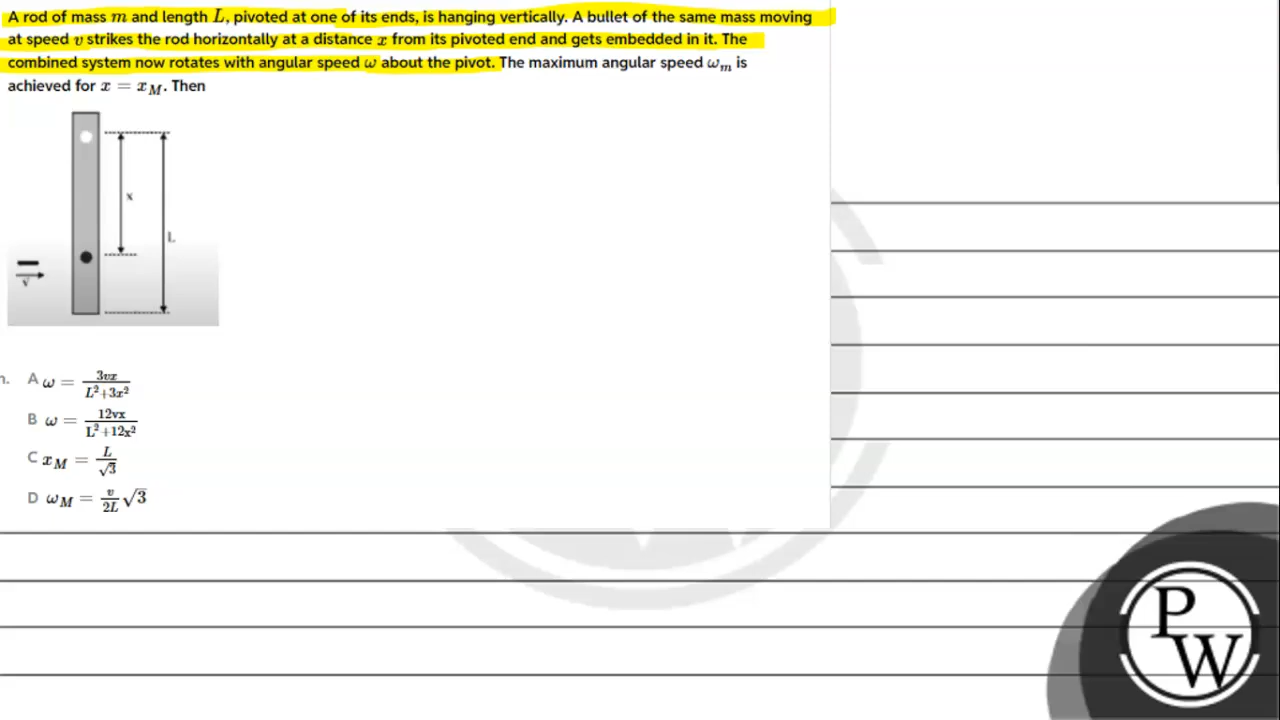 A rod of mass m and length L, pivoted at one of its ends, is hanging vertically. A bullet of the same mass moving
at speed v strikes the rod horizontally at a distance x from its pivoted end and gets embedded in it. The
combined system now rotates with angular speed ω about the pivot. The maximum angular speed ωₘ is
achieved for x = x_M. Then
x
L
v
A ω = 3vx / L²+3x²
B ω = 12vx / L²+12x²
C x_M = L / √3
D ω_M = v / 2L √3
PW